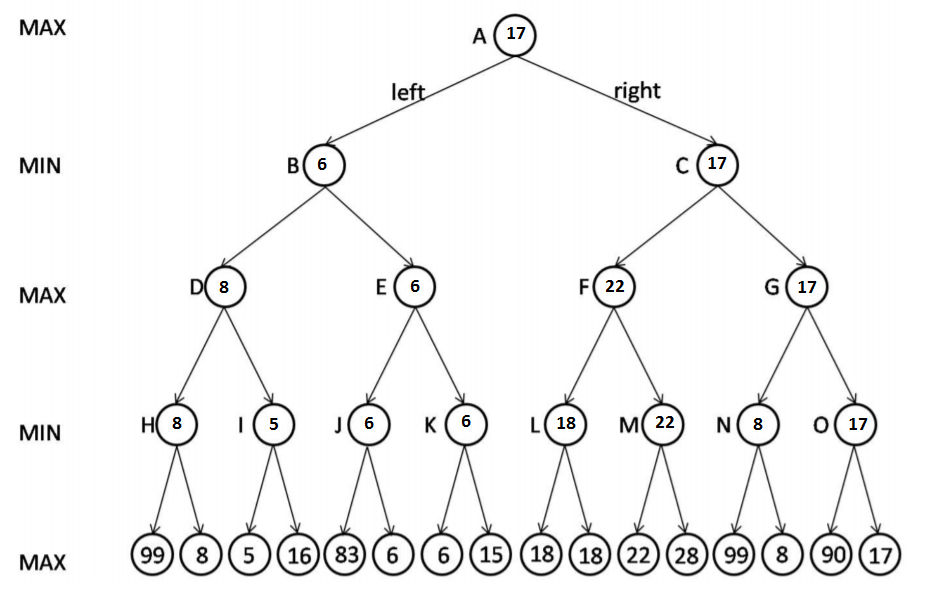 MAX A 17
left right
MIN B 6 C 17
MAX D 8 E 6 F 22 G 17
MIN H 8 I 5 J 6 K 6 L 18 M 22 N 8 O 17
MAX 99 8 5 16 83 6 6 15 18 18 22 28 99 8 90 17